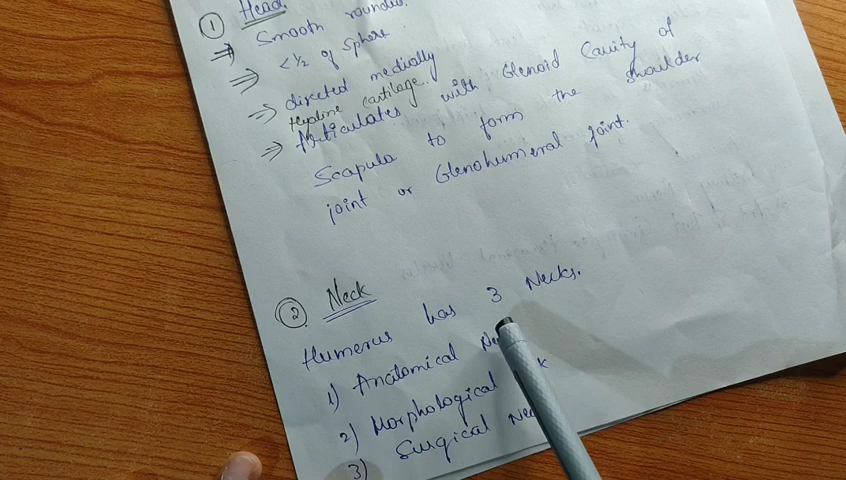 ① Head.
⇒ Smooth rounded.
⇒ <½ of sphere
⇒ directed medially
Hyaline cartilage.
⇒ Articulates with Glenoid Cavity of
Scapula to form the shoulder
joint or Glenohumeral joint.
② Neck
Humerus has 3 Necks.
1) Anatomical Ne
2) Morphological k
3) Surgical Nec